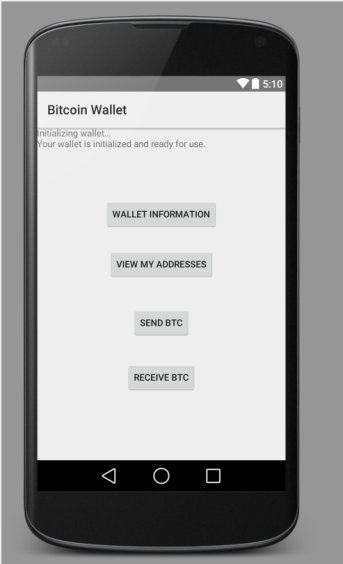 5:10
Bitcoin Wallet
Initializing wallet...
Your wallet is initialized and ready for use.
WALLET INFORMATION
VIEW MY ADDRESSES
SEND BTC
RECEIVE BTC